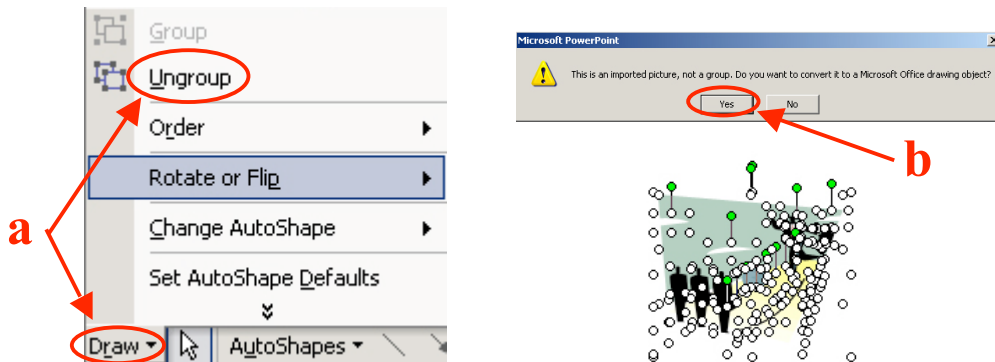 Group
Ungroup
Order
Rotate or Flip
Change AutoShape
Set AutoShape Defaults
a
Draw
AutoShapes
Microsoft PowerPoint
This is an imported picture, not a group. Do you want to convert it to a Microsoft Office drawing object?
Yes No
b